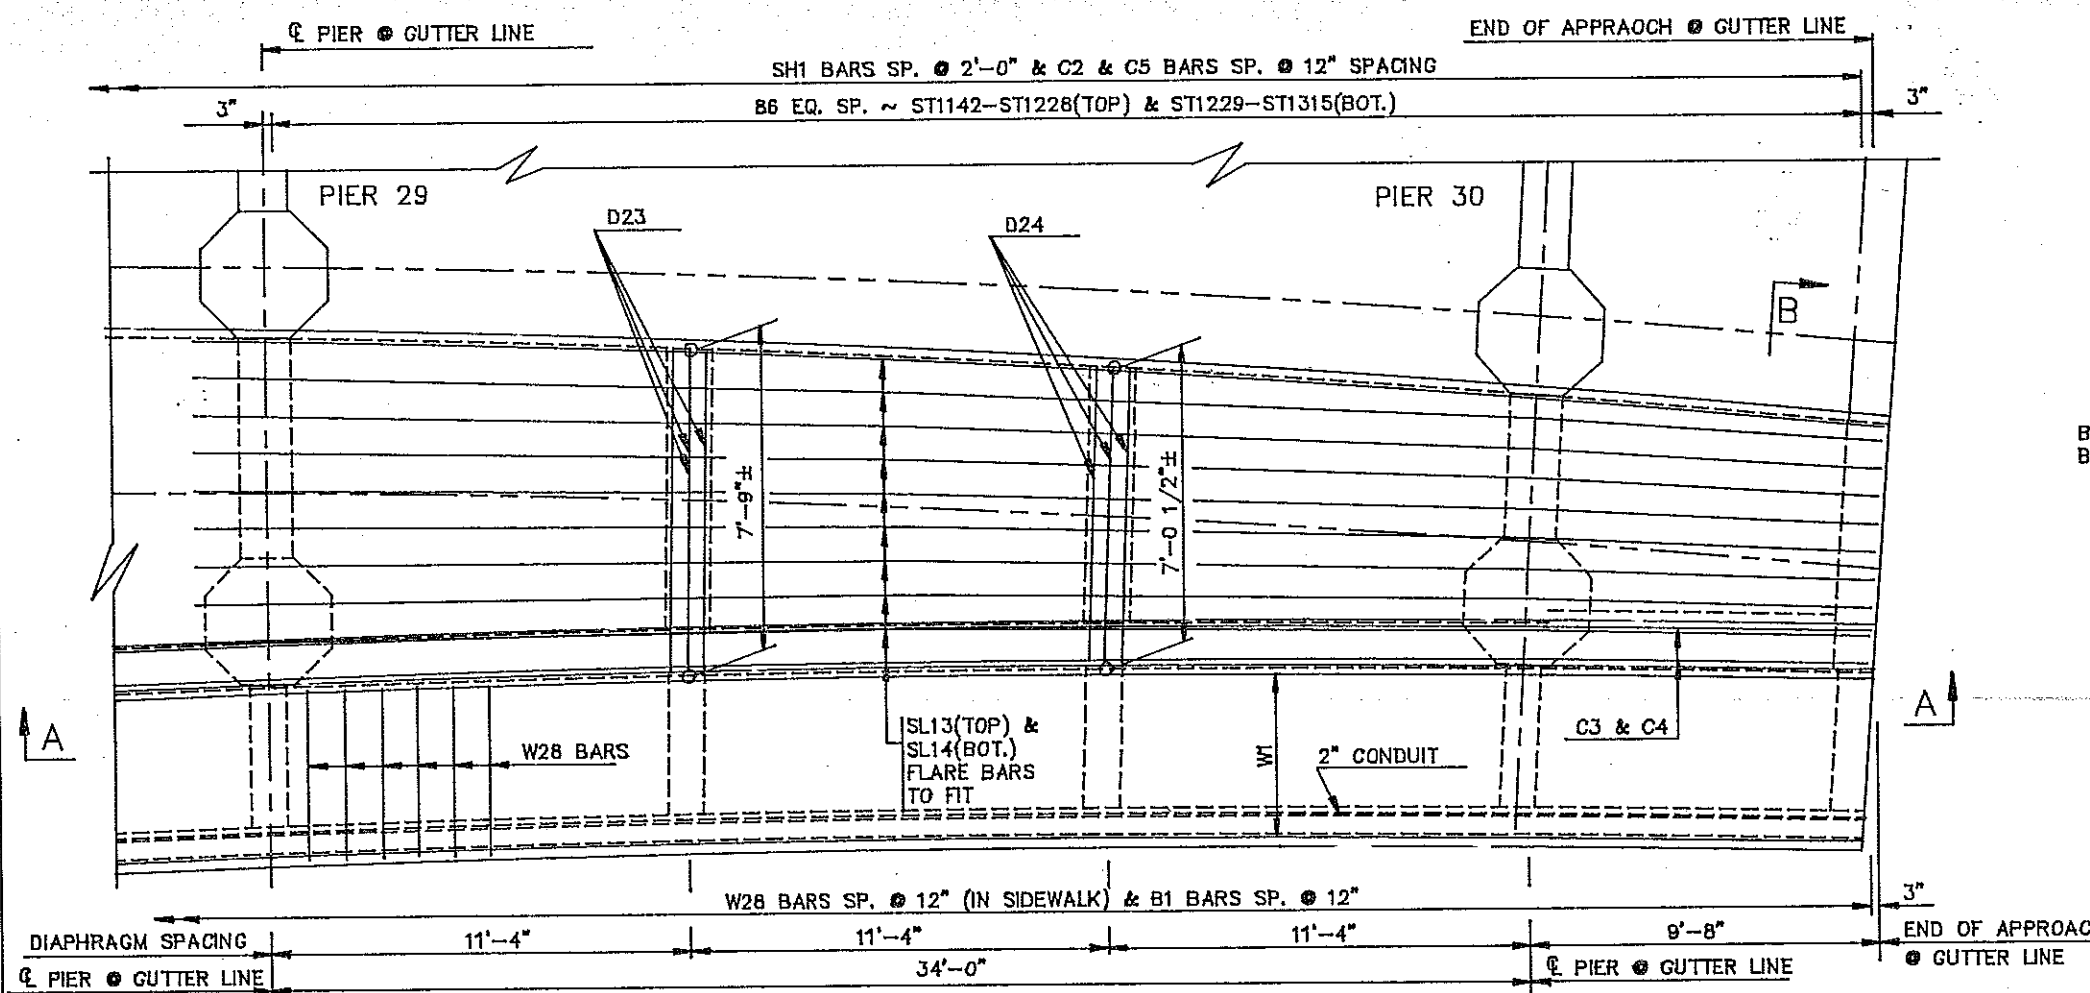 ℄ PIER @ GUTTER LINE
END OF APPRAOCH @ GUTTER LINE
SH1 BARS SP. @ 2'-0" & C2 & C5 BARS SP. @ 12" SPACING
3"
86 EQ. SP. ~ ST1142-ST1228(TOP) & ST1229-ST1315(BOT.)
3"
PIER 29
PIER 30
D23
D24
B
B
B
7'-9"±
7'-0 1/2"±
A
W28 BARS
SL13(TOP) &
SL14(BOT.)
FLARE BARS
TO FIT
W1
2" CONDUIT
C3 & C4
A
W28 BARS SP. @ 12" (IN SIDEWALK) & B1 BARS SP. @ 12"
3"
DIAPHRAGM SPACING
11'-4"
11'-4"
11'-4"
9'-8"
END OF APPROAC
@ GUTTER LINE
℄ PIER @ GUTTER LINE
34'-0"
℄ PIER @ GUTTER LINE